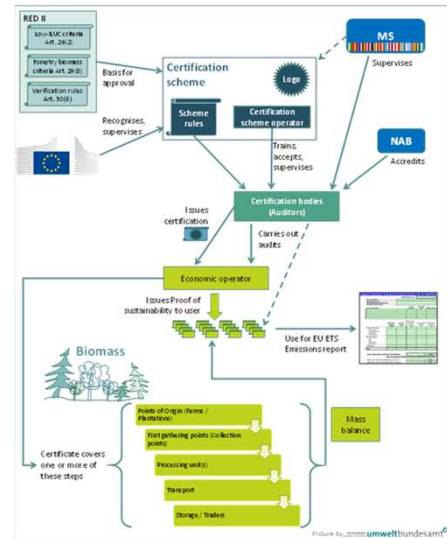 RED II
Low-ILUC criteria
Art. 26(2)
Forestry biomass
criteria Art. 29(8)
Verification rules
Art. 30(8)
Basis for
approval
Certification
scheme
Logo
Scheme
rules
Certification
scheme operator
MS
Supervises
Recognises,
supervises
Trains,
accepts,
supervises
NAB
Accredits
Certification bodies
(Auditors)
Issues
certification
Carries out
audits
Economic operator
Issues Proof of
sustainability to user
Use for EU ETS
Emissions report
Biomass
Points of Origin (Farms /
Plantations)
First gathering points (Collection
points)
Processing unit(s)
Transport
Storage / Traders
Mass
balance
Certificate covers
one or more of
these steps
Picture by
umweltbundesamt